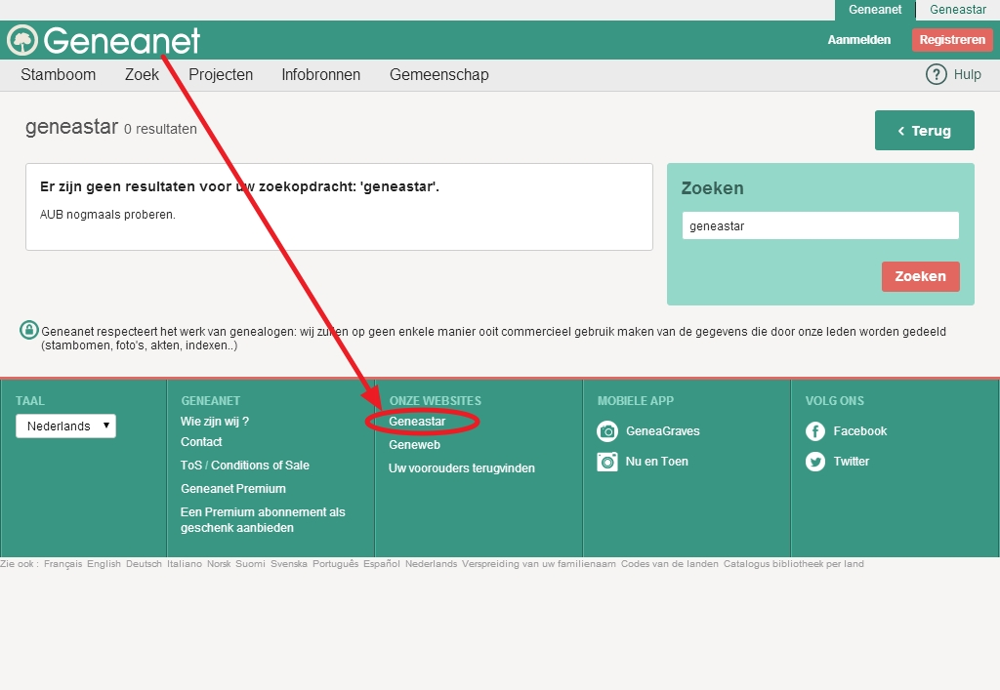 Geneanet Geneastar
Geneanet
Aanmelden Registreren
Stamboom Zoek Projecten Infobronnen Gemeenschap
? Hulp
geneastar 0 resultaten
‹ Terug
Er zijn geen resultaten voor uw zoekopdracht: 'geneastar'.
AUB nogmaals proberen.
Zoeken
geneastar
Zoeken
Geneanet respecteert het werk van genealogen: wij zullen op geen enkele manier ooit commercieel gebruik maken van de gegevens die door onze leden worden gedeeld
(stambomen, foto's, akten, indexen..)
TAAL
Nederlands
GENEANET
Wie zijn wij ?
Contact
ToS / Conditions of Sale
Geneanet Premium
Een Premium abonnement als
geschenk aanbieden
ONZE WEBSITES
Geneastar
Geneweb
Uw voorouders terugvinden
MOBIELE APP
GeneaGraves
Nu en Toen
VOLG ONS
Facebook
Twitter
Zie ook : Français English Deutsch Italiano Norsk Suomi Svenska Português Español Nederlands Verspreiding van uw familienaam Codes van de landen Catalogus bibliotheek per land